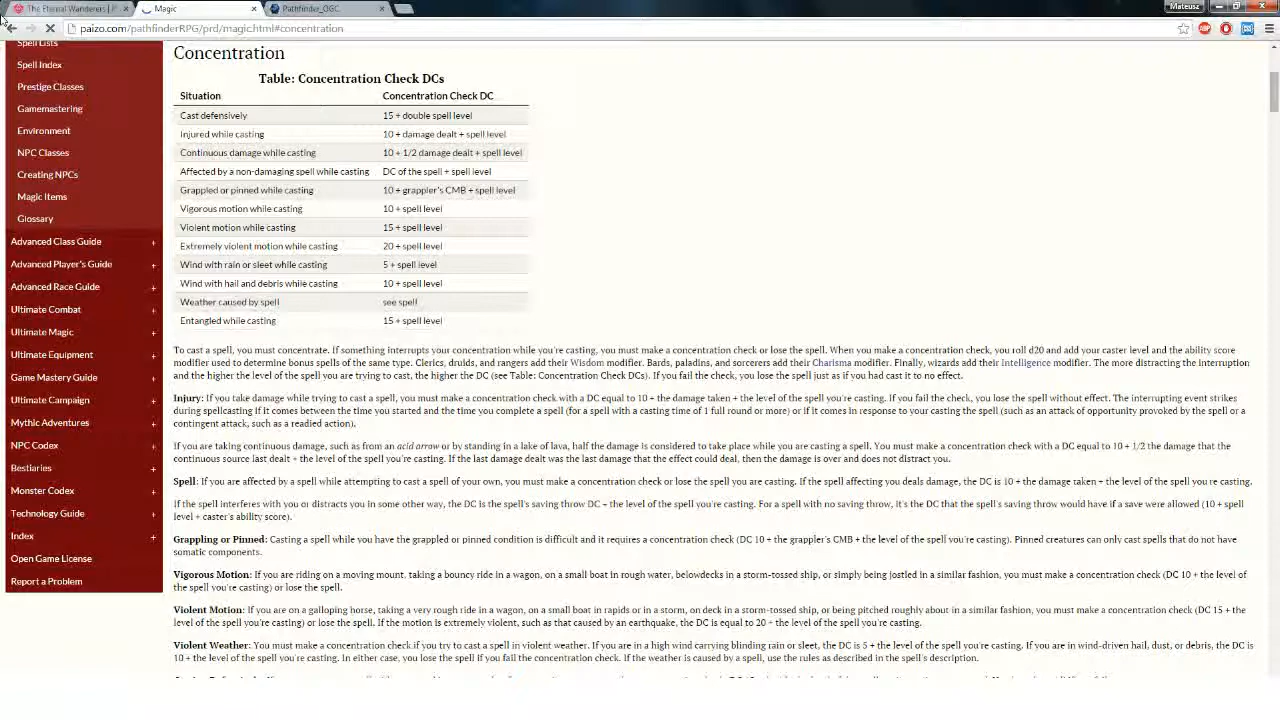 The Eternal Wanderers | P
Magic
Pathfinder_OGC
Mateusz
paizo.com/pathfinderRPG/prd/magic.html#concentration
Spell Lists
Spell Index
Prestige Classes
Gamemastering
Environment
NPC Classes
Creating NPCs
Magic Items
Glossary
Advanced Class Guide +
Advanced Player's Guide +
Advanced Race Guide +
Ultimate Combat +
Ultimate Magic +
Ultimate Equipment +
Game Mastery Guide +
Ultimate Campaign +
Mythic Adventures +
NPC Codex +
Bestiaries +
Monster Codex +
Technology Guide +
Index +
Open Game License
Report a Problem
Concentration
Table: Concentration Check DCs
Situation Concentration Check DC
Cast defensively 15 + double spell level
Injured while casting 10 + damage dealt + spell level
Continuous damage while casting 10 + 1/2 damage dealt + spell level
Affected by a non-damaging spell while casting DC of the spell + spell level
Grappled or pinned while casting 10 + grappler's CMB + spell level
Vigorous motion while casting 10 + spell level
Violent motion while casting 15 + spell level
Extremely violent motion while casting 20 + spell level
Wind with rain or sleet while casting 5 + spell level
Wind with hail and debris while casting 10 + spell level
Weather caused by spell see spell
Entangled while casting 15 + spell level
To cast a spell, you must concentrate. If something interrupts your concentration while you're casting, you must make a concentration check or lose the spell. When you make a concentration check, you roll d20 and add your caster level and the ability score
modifier used to determine bonus spells of the same type. Clerics, druids, and rangers add their Wisdom modifier. Bards, paladins, and sorcerers add their Charisma modifier. Finally, wizards add their Intelligence modifier. The more distracting the interruption
and the higher the level of the spell you are trying to cast, the higher the DC (see Table: Concentration Check DCs). If you fail the check, you lose the spell just as if you had cast it to no effect.
Injury: If you take damage while trying to cast a spell, you must make a concentration check with a DC equal to 10 + the damage taken + the level of the spell you're casting. If you fail the check, you lose the spell without effect. The interrupting event strikes
during spellcasting if it comes between the time you started and the time you complete a spell (for a spell with a casting time of 1 full round or more) or if it comes in response to your casting the spell (such as an attack of opportunity provoked by the spell or a
contingent attack, such as a readied action).
If you are taking continuous damage, such as from an acid arrow or by standing in a lake of lava, half the damage is considered to take place while you are casting a spell. You must make a concentration check with a DC equal to 10 + 1/2 the damage that the
continuous source last dealt + the level of the spell you're casting. If the last damage dealt was the last damage that the effect could deal, then the damage is over and does not distract you.
Spell: If you are affected by a spell while attempting to cast a spell of your own, you must make a concentration check or lose the spell you are casting. If the spell affecting you deals damage, the DC is 10 + the damage taken + the level of the spell you're casting.
If the spell interferes with you or distracts you in some other way, the DC is the spell's saving throw DC + the level of the spell you're casting. For a spell with no saving throw, it's the DC that the spell's saving throw would have if a save were allowed (10 + spell
level + caster's ability score).
Grappling or Pinned: Casting a spell while you have the grappled or pinned condition is difficult and it requires a concentration check (DC 10 + the grappler's CMB + the level of the spell you're casting). Pinned creatures can only cast spells that do not have
somatic components.
Vigorous Motion: If you are riding on a moving mount, taking a bouncy ride in a wagon, on a small boat in rough water, belowdecks in a storm-tossed ship, or simply being jostled in a similar fashion, you must make a concentration check (DC 10 + the level of
the spell you're casting) or lose the spell.
Violent Motion: If you are on a galloping horse, taking a very rough ride in a wagon, on a small boat in rapids or in a storm, on deck in a storm-tossed ship, or being pitched roughly about in a similar fashion, you must make a concentration check (DC 15 + the
level of the spell you're casting) or lose the spell. If the motion is extremely violent, such as that caused by an earthquake, the DC is equal to 20 + the level of the spell you're casting.
Violent Weather: You must make a concentration check if you try to cast a spell in violent weather. If you are in a high wind carrying blinding rain or sleet, the DC is 5 + the level of the spell you're casting. If you are in wind-driven hail, dust, or debris, the DC is
10 + the level of the spell you're casting. In either case, you lose the spell if you fail the concentration check. If the weather is caused by a spell, use the rules as described in the spell's description.